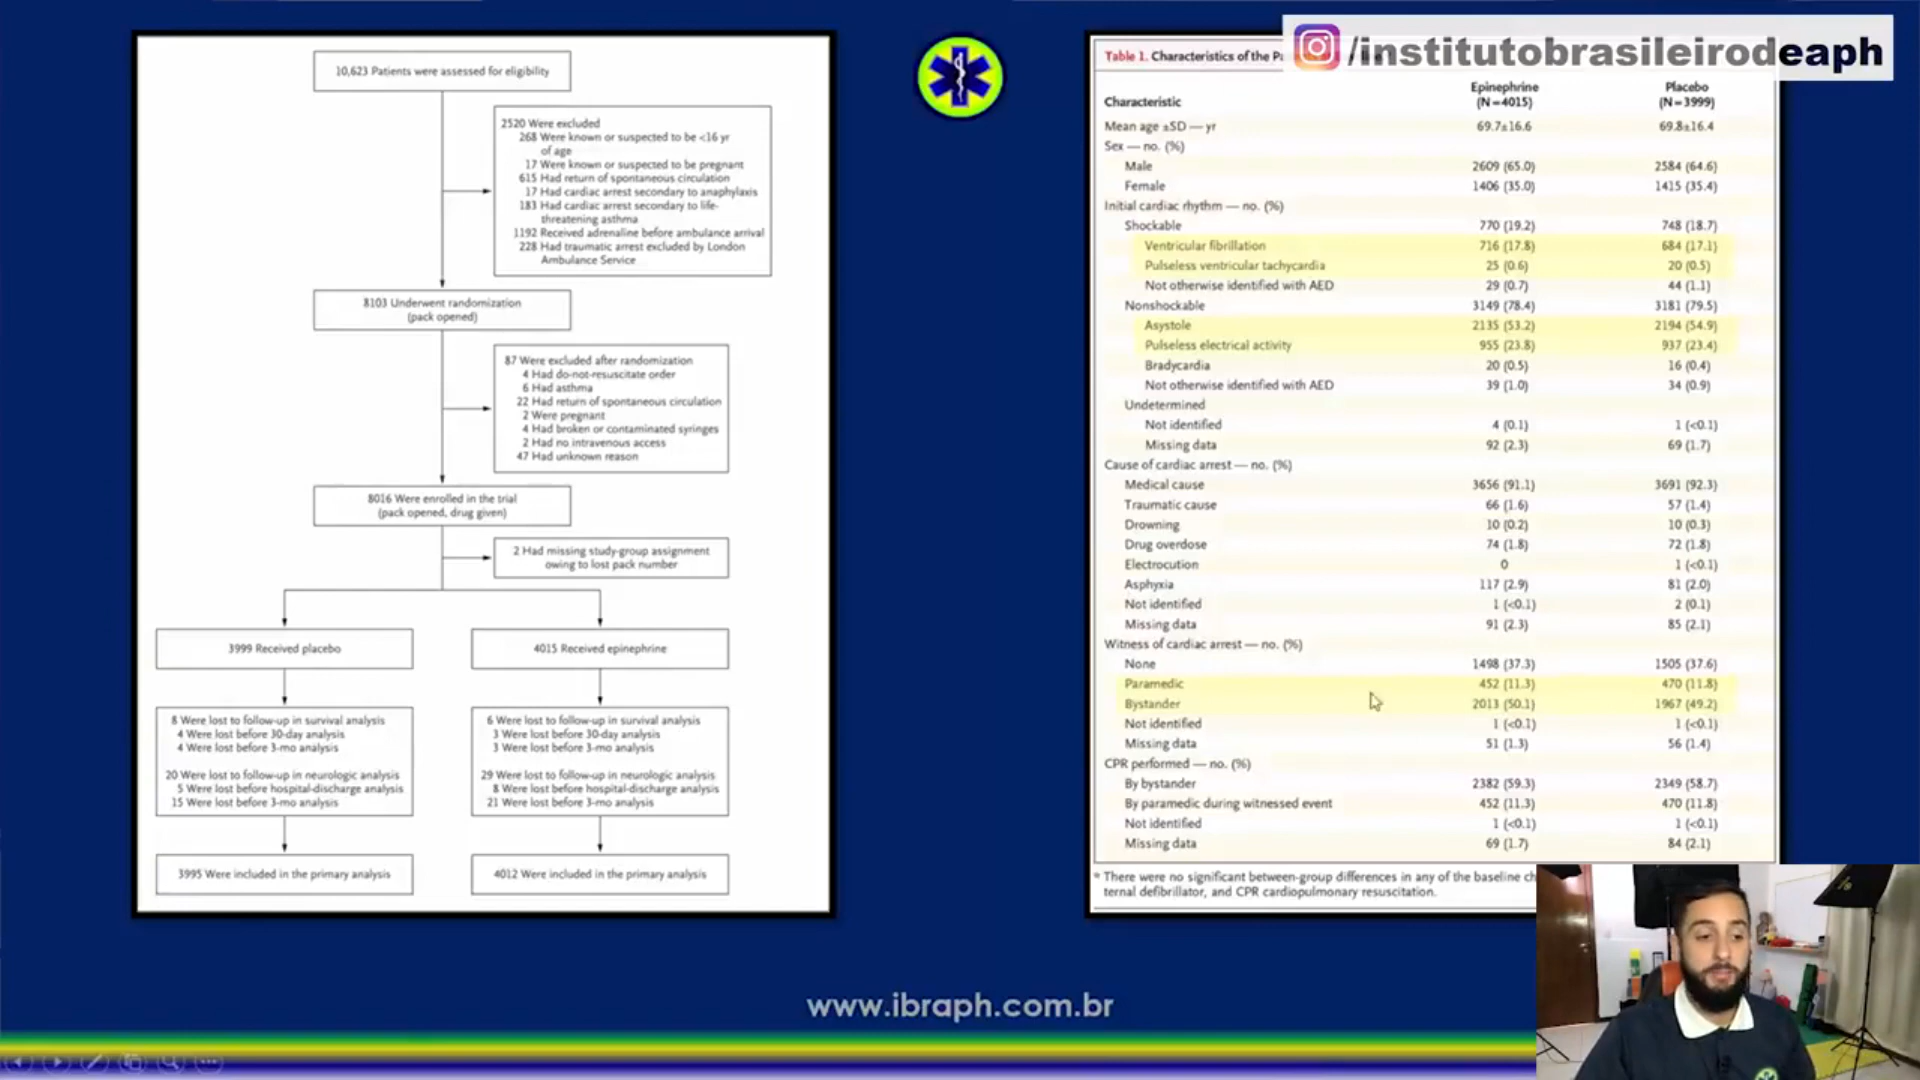 /institutobrasileirodeaph
10,623 Patients were assessed for eligibility
2520 Were excluded
268 Were known or suspected to be <16 yr
of age
17 Were known or suspected to be pregnant
615 Had return of spontaneous circulation
17 Had cardiac arrest secondary to anaphylaxis
183 Had cardiac arrest secondary to life-
threatening asthma
1192 Received adrenaline before ambulance arrival
228 Had traumatic arrest excluded by London
Ambulance Service
8103 Underwent randomization
(pack opened)
87 Were excluded after randomization
4 Had do-not-resuscitate order
6 Had asthma
22 Had return of spontaneous circulation
2 Were pregnant
4 Had broken or contaminated syringes
2 Had no intravenous access
47 Had unknown reason
8016 Were enrolled in the trial
(pack opened, drug given)
2 Had missing study-group assignment
owing to lost pack number
3999 Received placebo
4015 Received epinephrine
8 Were lost to follow-up in survival analysis
4 Were lost before 30-day analysis
4 Were lost before 3-mo analysis
20 Were lost to follow-up in neurologic analysis
5 Were lost before hospital-discharge analysis
15 Were lost before 3-mo analysis
6 Were lost to follow-up in survival analysis
3 Were lost before 30-day analysis
3 Were lost before 3-mo analysis
29 Were lost to follow-up in neurologic analysis
8 Were lost before hospital-discharge analysis
21 Were lost before 3-mo analysis
3995 Were included in the primary analysis
4012 Were included in the primary analysis
Table 1. Characteristics of the
Characteristic Epinephrine (N=4015) Placebo (N=3999)
Mean age ±SD — yr 69.7±16.6 69.8±16.4
Sex — no. (%)
Male 2609 (65.0) 2584 (64.6)
Female 1406 (35.0) 1415 (35.4)
Initial cardiac rhythm — no. (%)
Shockable 770 (19.2) 748 (18.7)
Ventricular fibrillation 716 (17.8) 684 (17.1)
Pulseless ventricular tachycardia 25 (0.6) 20 (0.5)
Not otherwise identified with AED 29 (0.7) 44 (1.1)
Nonshockable 3149 (78.4) 3181 (79.5)
Asystole 2135 (53.2) 2194 (54.9)
Pulseless electrical activity 955 (23.8) 937 (23.4)
Bradycardia 20 (0.5) 16 (0.4)
Not otherwise identified with AED 39 (1.0) 34 (0.9)
Undetermined
Not identified 4 (0.1) 1 (<0.1)
Missing data 92 (2.3) 69 (1.7)
Cause of cardiac arrest — no. (%)
Medical cause 3656 (91.1) 3691 (92.3)
Traumatic cause 66 (1.6) 57 (1.4)
Drowning 10 (0.2) 10 (0.3)
Drug overdose 74 (1.8) 72 (1.8)
Electrocution 0 1 (<0.1)
Asphyxia 117 (2.9) 81 (2.0)
Not identified 1 (<0.1) 2 (0.1)
Missing data 91 (2.3) 85 (2.1)
Witness of cardiac arrest — no. (%)
None 1498 (37.3) 1505 (37.6)
Paramedic 452 (11.3) 470 (11.8)
Bystander 2013 (50.1) 1967 (49.2)
Not identified 1 (<0.1) 1 (<0.1)
Missing data 51 (1.3) 56 (1.4)
CPR performed — no. (%)
By bystander 2382 (59.3) 2349 (58.7)
By paramedic during witnessed event 452 (11.3) 470 (11.8)
Not identified 1 (<0.1) 1 (<0.1)
Missing data 69 (1.7) 84 (2.1)
* There were no significant between-group differences in any of the baseline
ternal defibrillator, and CPR cardiopulmonary resuscitation.
www.ibraph.com.br